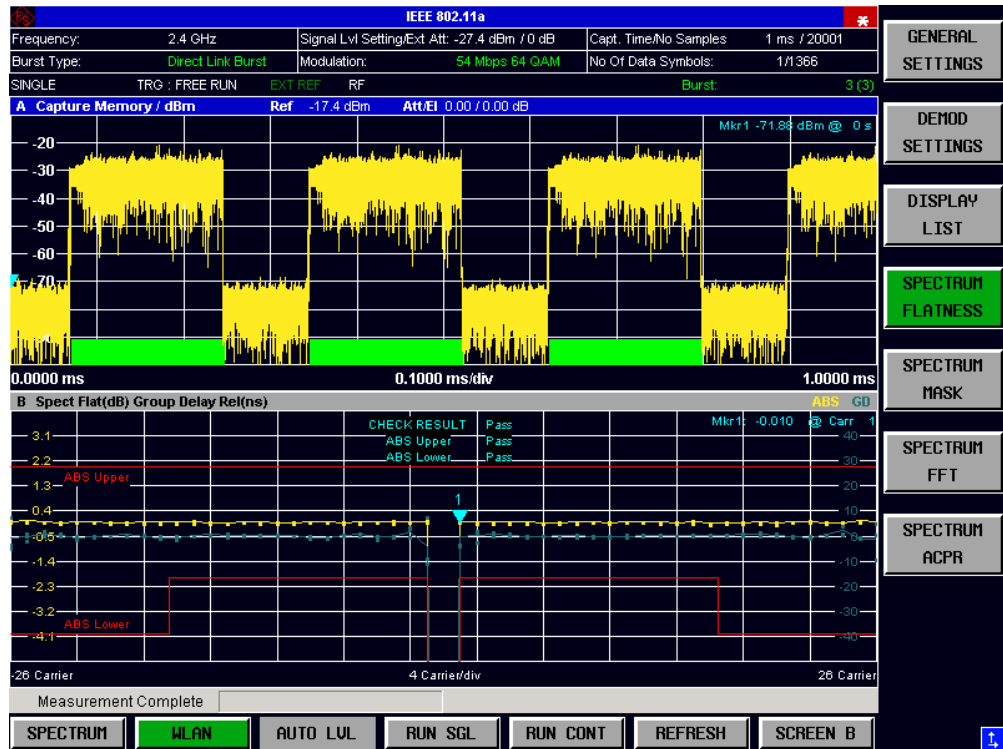 IEEE 802.11a
Frequency: 2.4 GHz Signal Lvl Setting/Ext Att: -27.4 dBm / 0 dB Capt. Time/No Samples 1 ms / 20001
Burst Type: Direct Link Burst Modulation: 54 Mbps 64 QAM No Of Data Symbols: 1/1366
SINGLE TRG : FREE RUN EXT REF RF Burst: 3 (3)
A Capture Memory / dBm Ref -17.4 dBm Att/El 0.00 / 0.00 dB
Mkr1 -71.88 dBm @ 0 s
-20
-30
-40
-50
-60
-70
0.0000 ms 0.1000 ms/div 1.0000 ms
B Spect Flat(dB) Group Delay Rel(ns) ABS GD
CHECK RESULT Pass Mkr1: -0.010 @ Carr 1
ABS Upper Pass
ABS Lower Pass
3.1 40
2.2 30
ABS Upper
1.3 20
1
0.4 10
-0.5 0
-1.4 -10
-2.3 -20
-3.2 -30
ABS Lower
-4.1 -40
-26 Carrier 4 Carrier/div 26 Carrier
Measurement Complete
SPECTRUM WLAN AUTO LVL RUN SGL RUN CONT REFRESH SCREEN B
GENERAL
SETTINGS
DEMOD
SETTINGS
DISPLAY
LIST
SPECTRUM
FLATNESS
SPECTRUM
MASK
SPECTRUM
FFT
SPECTRUM
ACPR